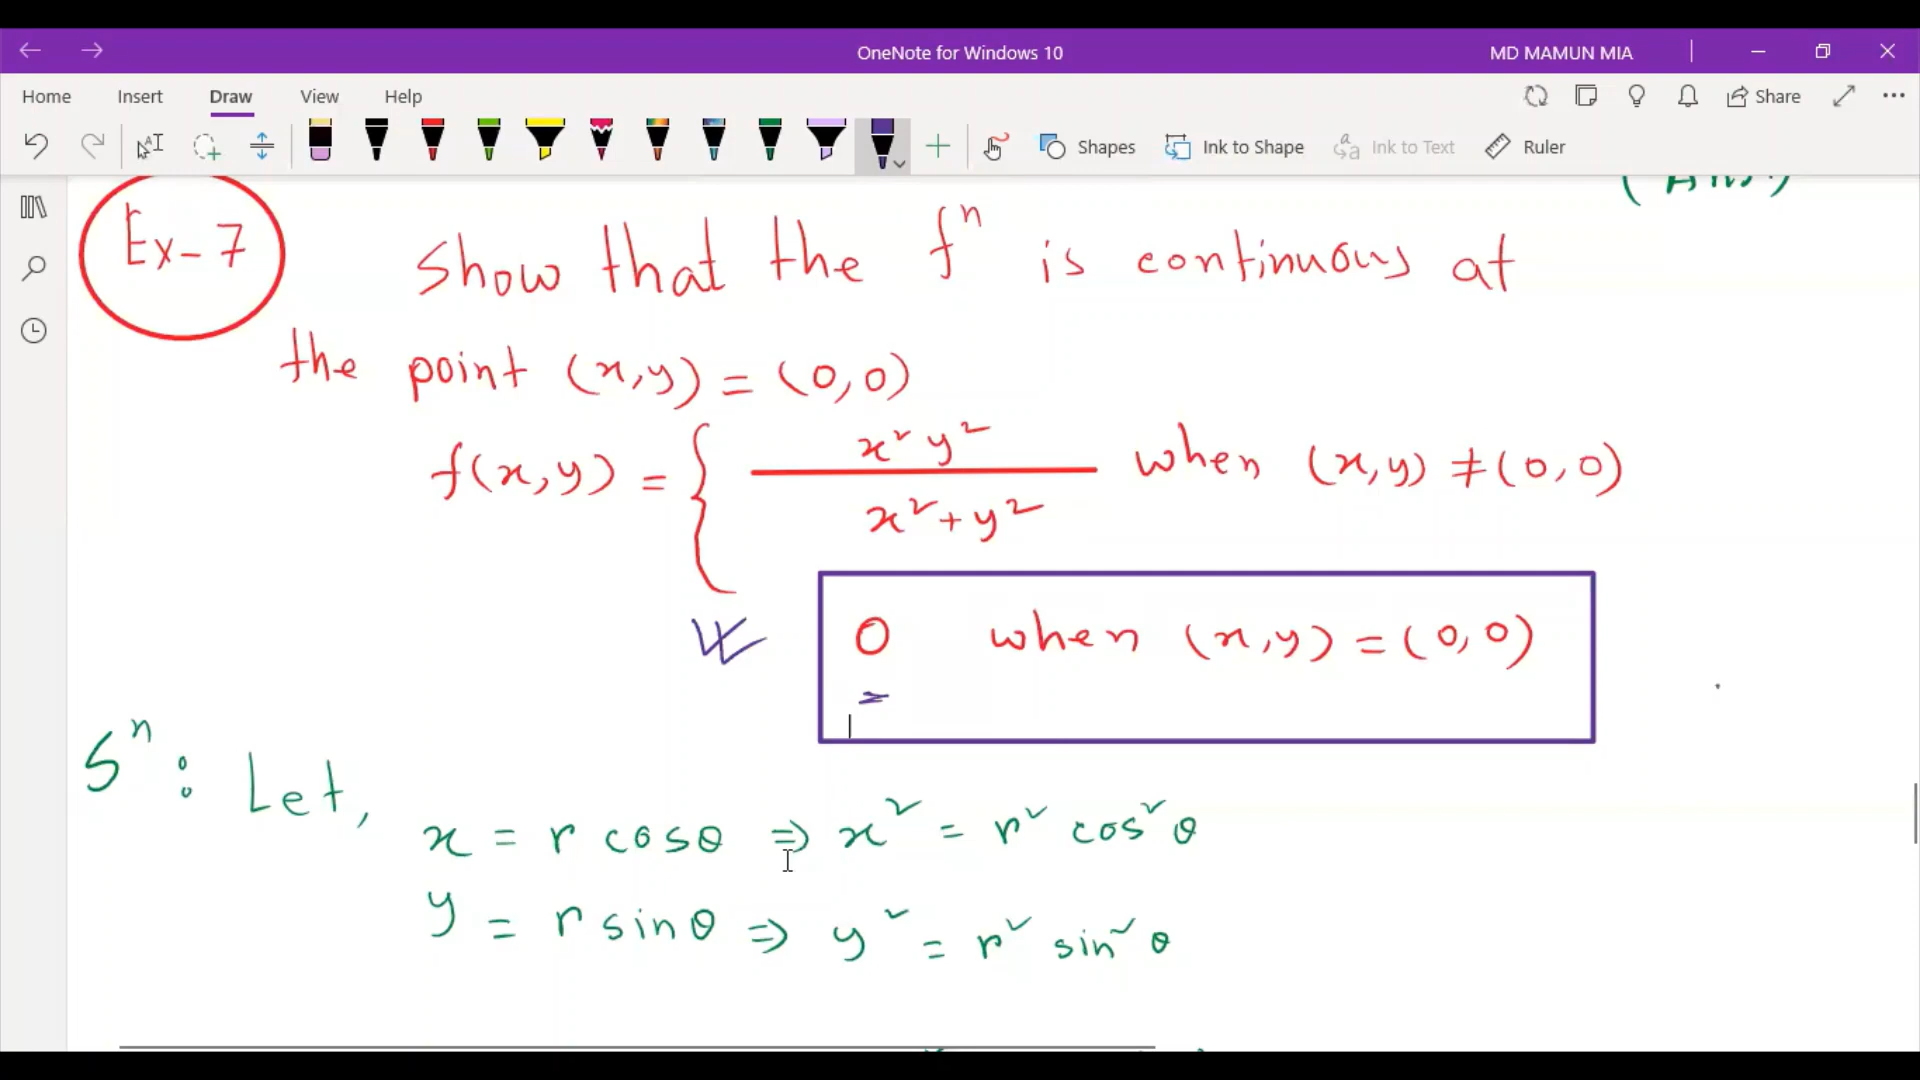 OneNote for Windows 10
MD MAMUN MIA
Home Insert Draw View Help
Share
Shapes Ink to Shape Ink to Text Ruler
(Ans.)
Ex-7 Show that the fⁿ is continuous at
the point (x,y) = (0,0)
f(x,y) = { x²y² / x²+y² when (x,y) ≠ (0,0)
0 when (x,y) = (0,0)
=
Sⁿ: Let,
x = r cosθ ⇒ x² = r² cos²θ
y = r sinθ ⇒ y² = r² sin²θ